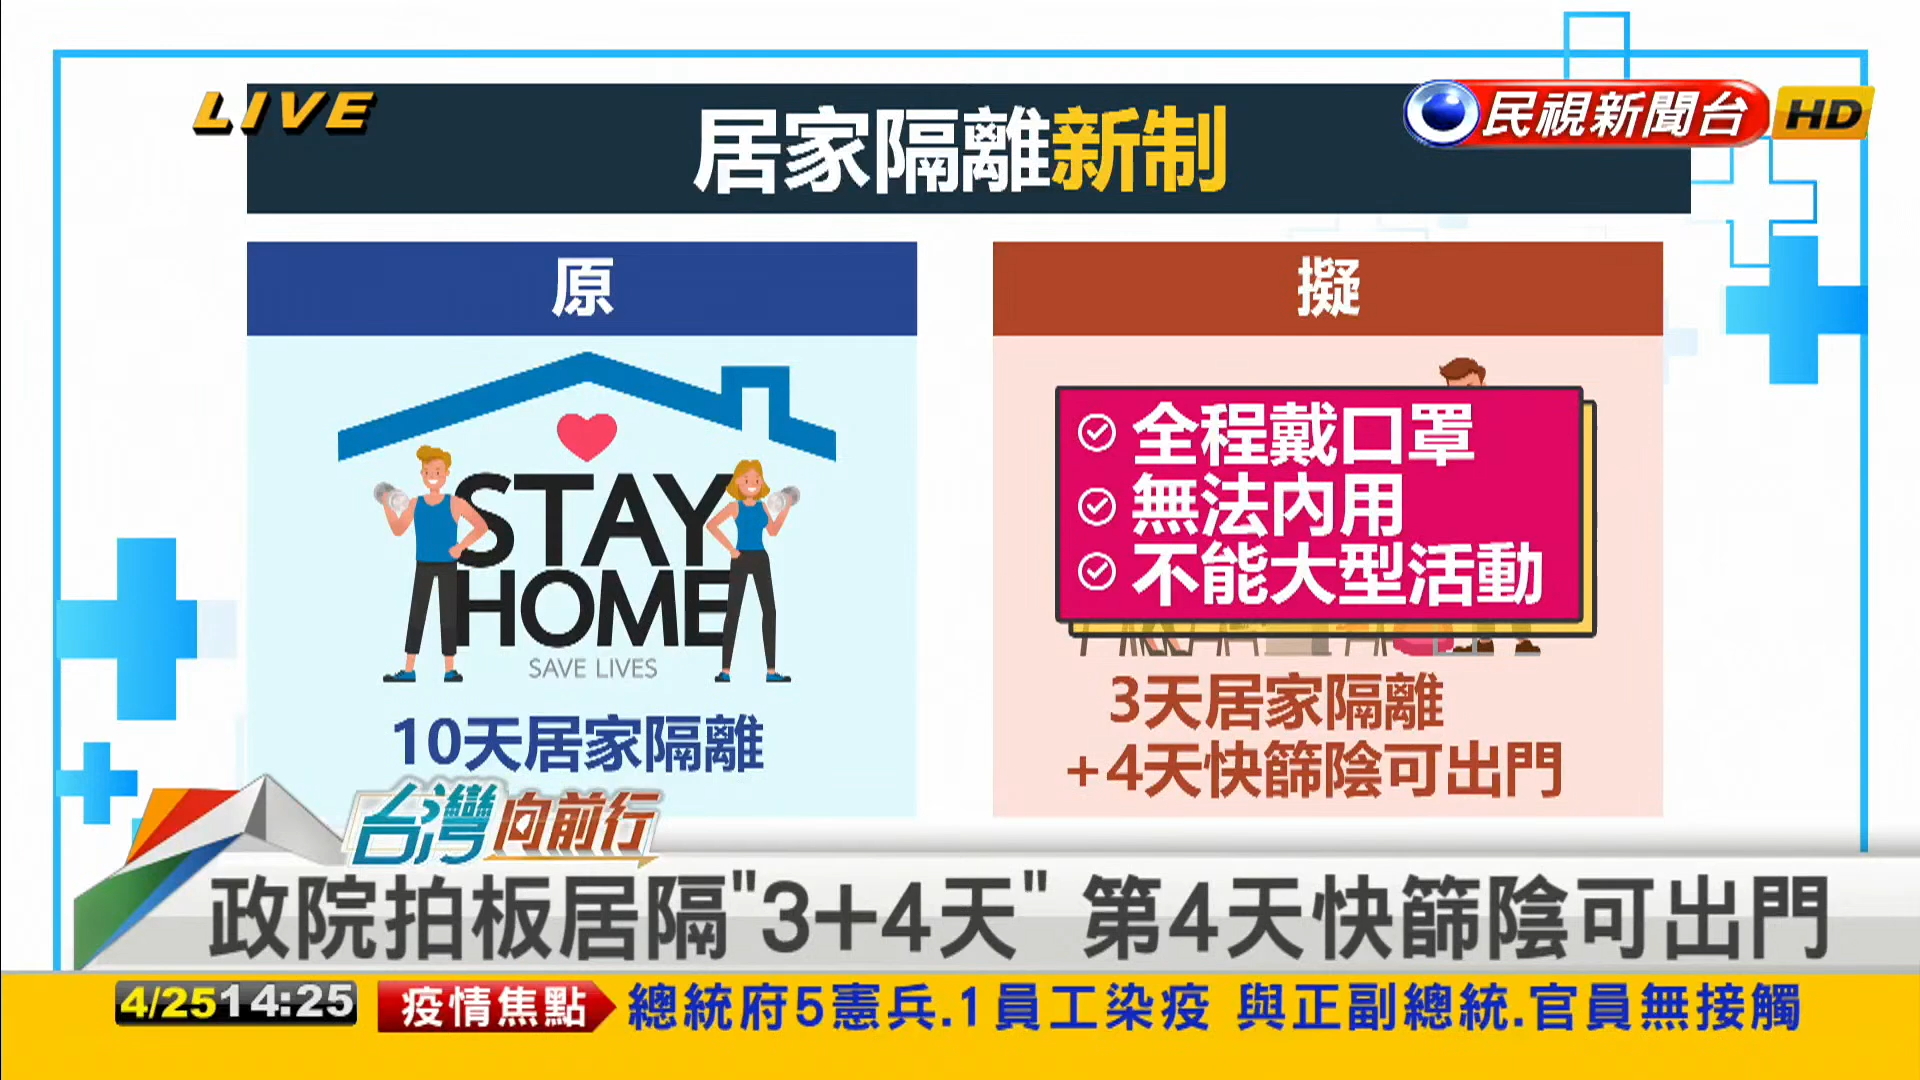 LIVE
民視新聞台 HD
居家隔離新制
原
擬
STAY
HOME
SAVE LIVES
10天居家隔離
全程戴口罩
無法內用
不能大型活動
3天居家隔離
+4天快篩陰可出門
台灣向前行
政院拍板居隔"3+4天" 第4天快篩陰可出門
4/25 14:25 疫情焦點 總統府5憲兵.1員工染疫 與正副總統.官員無接觸